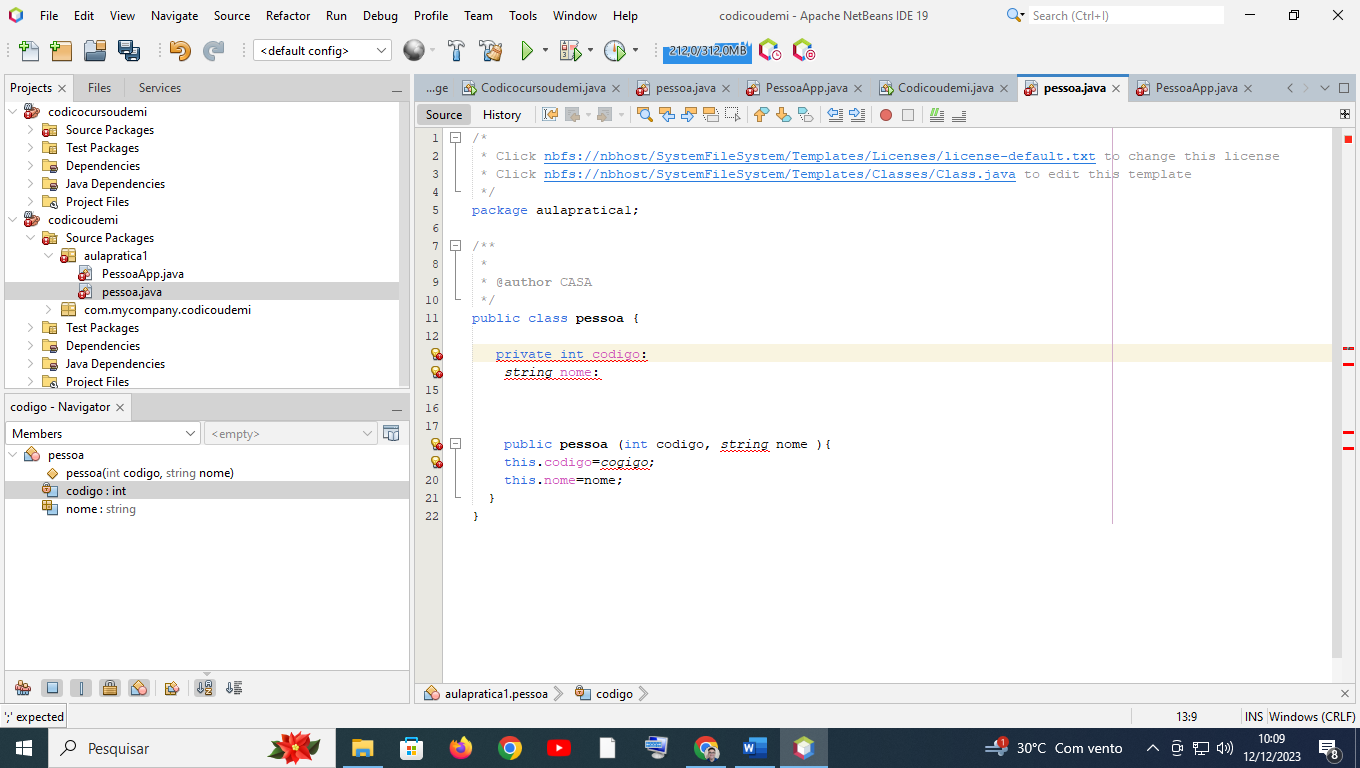 File Edit View Navigate Source Refactor Run Debug Profile Team Tools Window Help
codicoudemi - Apache NetBeans IDE 19
Search (Ctrl+I)
<default config>
212,0/312,0MB
Projects Files Services
...ge Codicocursoudemi.java pessoa.java PessoaApp.java Codicoudemi.java pessoa.java PessoaApp.java
Source History
codicocursoudemi
Source Packages
Test Packages
Dependencies
Java Dependencies
Project Files
codicoudemi
Source Packages
aulapratica1
PessoaApp.java
pessoa.java
com.mycompany.codicoudemi
Test Packages
Dependencies
Java Dependencies
Project Files
codigo - Navigator
Members <empty>
pessoa
pessoa(int codigo, string nome)
codigo : int
nome : string
1 /*
2 * Click nbfs://nbhost/SystemFileSystem/Templates/Licenses/license-default.txt to change this license
3 * Click nbfs://nbhost/SystemFileSystem/Templates/Classes/Class.java to edit this template
4 */
5 package aulapratica1;
6
7 /**
8 *
9 * @author CASA
10 */
11 public class pessoa {
12
private int codigo:
string nome:
15
16
17
public pessoa (int codigo, string nome ){
this.codigo=cogigo;
20 this.nome=nome;
21 }
22 }
aulapratica1.pessoa codigo
';' expected
13:9 INS Windows (CRLF)
Pesquisar
1
30°C Com vento
10:09
12/12/2023
8